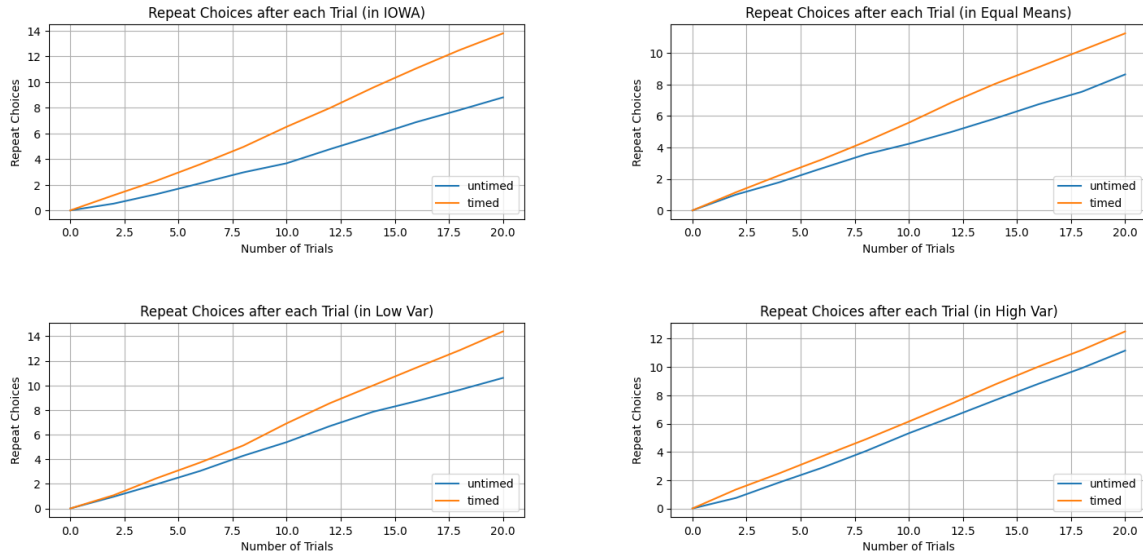 Repeat Choices after each Trial (in IOWA)
14
12
10
8
6
4
2
0
Repeat Choices
untimed
timed
0.0 2.5 5.0 7.5 10.0 12.5 15.0 17.5 20.0
Number of Trials
Repeat Choices after each Trial (in Equal Means)
10
8
6
4
2
0
Repeat Choices
untimed
timed
0.0 2.5 5.0 7.5 10.0 12.5 15.0 17.5 20.0
Number of Trials
Repeat Choices after each Trial (in Low Var)
14
12
10
8
6
4
2
0
Repeat Choices
untimed
timed
0.0 2.5 5.0 7.5 10.0 12.5 15.0 17.5 20.0
Number of Trials
Repeat Choices after each Trial (in High Var)
12
10
8
6
4
2
0
Repeat Choices
untimed
timed
0.0 2.5 5.0 7.5 10.0 12.5 15.0 17.5 20.0
Number of Trials